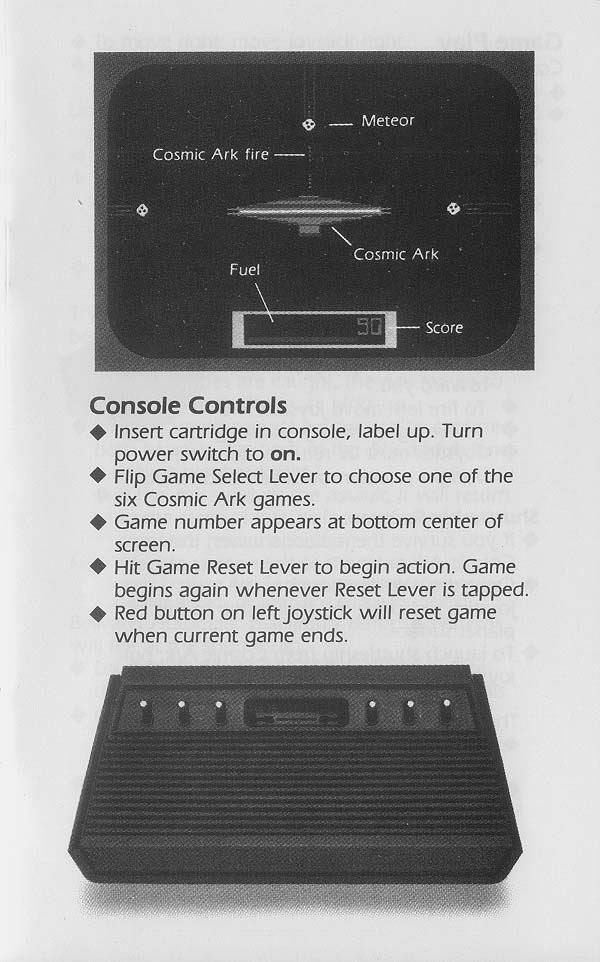 Meteor
Cosmic Ark fire
Cosmic Ark
Fuel
90
Score
Console Controls
◆ Insert cartridge in console, label up. Turn
power switch to on.
◆ Flip Game Select Lever to choose one of the
six Cosmic Ark games.
◆ Game number appears at bottom center of
screen.
◆ Hit Game Reset Lever to begin action. Game
begins again whenever Reset Lever is tapped.
◆ Red button on left joystick will reset game
when current game ends.